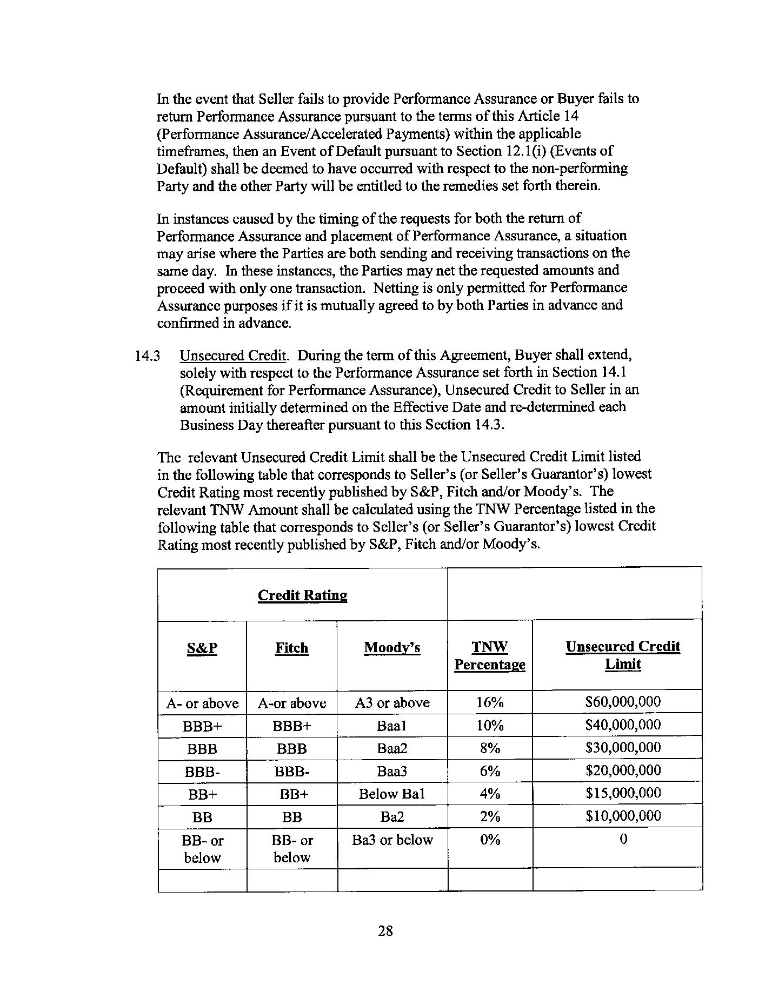 In the event that Seller fails to provide Performance Assurance or Buyer fails to
return Performance Assurance pursuant to the terms of this Article 14
(Performance Assurance/Accelerated Payments) within the applicable
timeframes, then an Event of Default pursuant to Section 12.1(i) (Events of
Default) shall be deemed to have occurred with respect to the non-performing
Party and the other Party will be entitled to the remedies set forth therein.
In instances caused by the timing of the requests for both the return of
Performance Assurance and placement of Performance Assurance, a situation
may arise where the Parties are both sending and receiving transactions on the
same day. In these instances, the Parties may net the requested amounts and
proceed with only one transaction. Netting is only permitted for Performance
Assurance purposes if it is mutually agreed to by both Parties in advance and
confirmed in advance.
14.3 Unsecured Credit. During the term of this Agreement, Buyer shall extend,
solely with respect to the Performance Assurance set forth in Section 14.1
(Requirement for Performance Assurance), Unsecured Credit to Seller in an
amount initially determined on the Effective Date and re-determined each
Business Day thereafter pursuant to this Section 14.3.
The relevant Unsecured Credit Limit shall be the Unsecured Credit Limit listed
in the following table that corresponds to Seller's (or Seller's Guarantor's) lowest
Credit Rating most recently published by S&P, Fitch and/or Moody's. The
relevant TNW Amount shall be calculated using the TNW Percentage listed in the
following table that corresponds to Seller's (or Seller's Guarantor's) lowest Credit
Rating most recently published by S&P, Fitch and/or Moody's.
Credit Rating
S&P Fitch Moody's TNW Unsecured Credit
Percentage Limit
A- or above A-or above A3 or above 16% $60,000,000
BBB+ BBB+ Baa1 10% $40,000,000
BBB BBB Baa2 8% $30,000,000
BBB- BBB- Baa3 6% $20,000,000
BB+ BB+ Below Ba1 4% $15,000,000
BB BB Ba2 2% $10,000,000
BB- or BB- or Ba3 or below 0% 0
below below
28